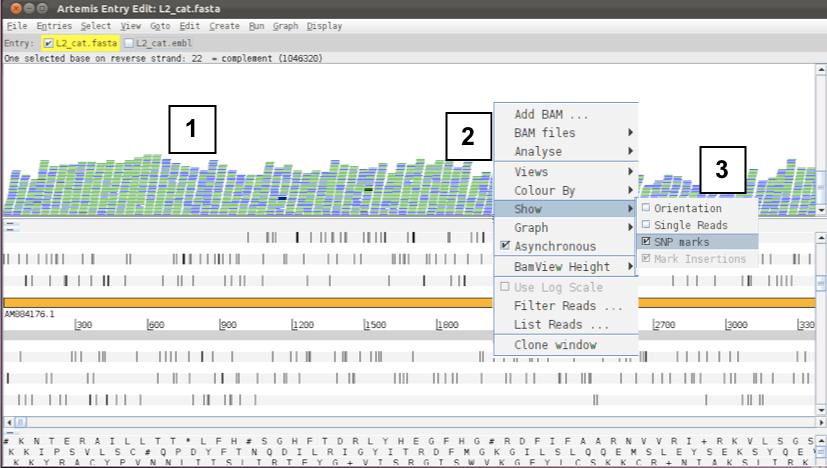 Artemis Entry Edit: L2_cat.fasta
File Entries Select View Goto Edit Create Run Graph Display
Entry: L2_cat.fasta L2_cat.embl
One selected base on reverse strand: 22 = complement (1046320)
1
2
3
Add BAM ...
BAM files
Analyse
Views
Colour By
Show
Graph
Asynchronous
BamView Height
Use Log Scale
Filter Reads ...
List Reads ...
Clone window
Orientation
Single Reads
SNP marks
Mark Insertions
AM884176.1
300 600 900 1200 1500 1800 2700 3000 330
# K N T E R A I L L T T * L F H # S G H F T D R L Y H E G F H G # R D F I F A A R N V V R I + R K V L S G S
K K I P S V L S C # Q P D Y F T N Q D I L R I G Y I T R D F M G K G I L S L Q Q E M S L E Y S E K S Y Q E